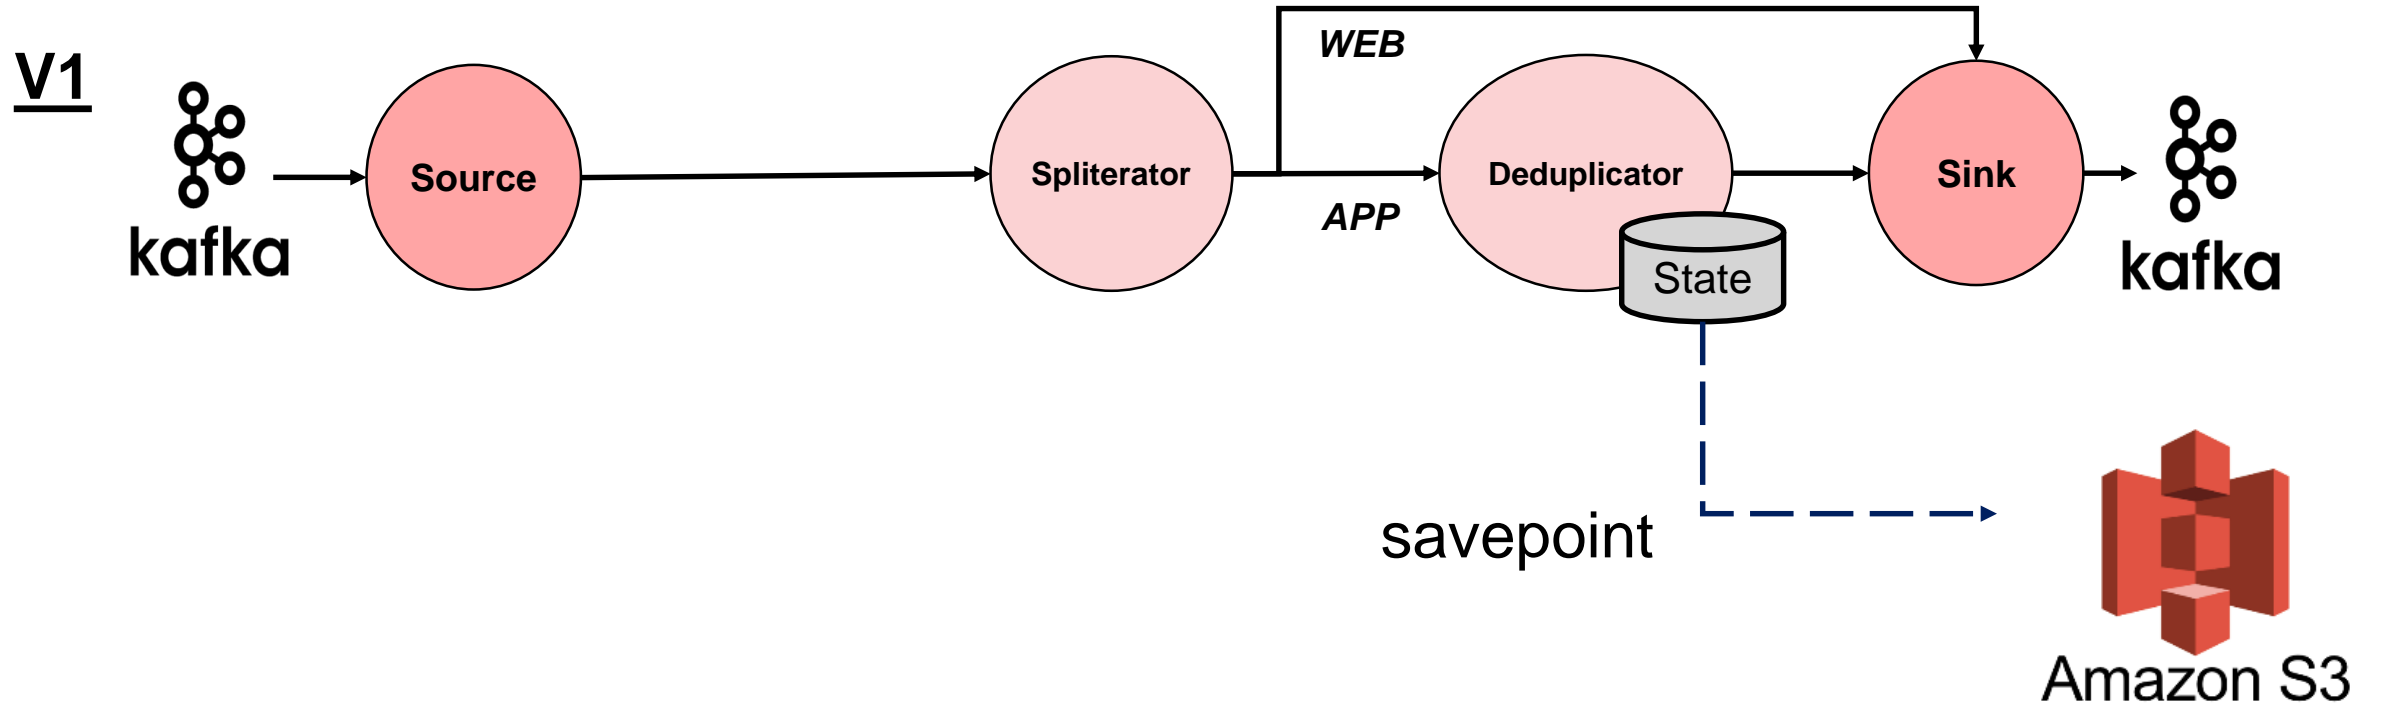 V1
WEB
kafka
Source
Spliterator
APP
Deduplicator
State
Sink
kafka
savepoint
Amazon S3